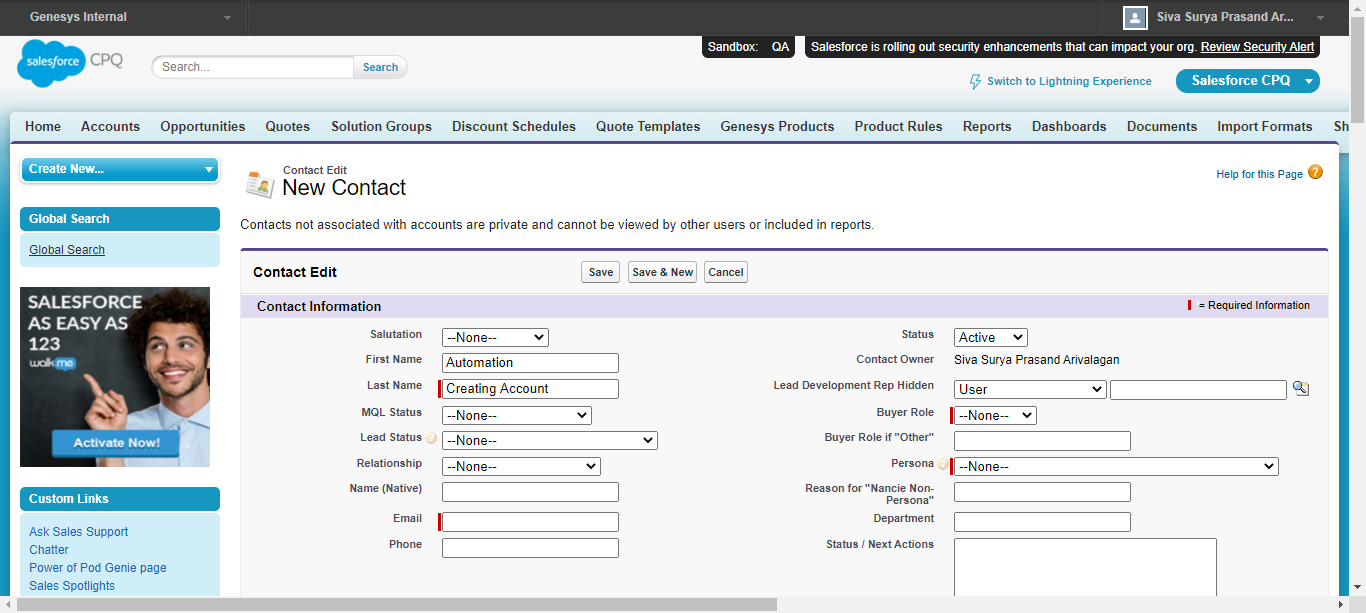 Genesys Internal
Siva Surya Prasand Ar...
salesforce CPQ
Search...
Search
Sandbox: QA
Salesforce is rolling out security enhancements that can impact your org. Review Security Alert
Switch to Lightning Experience
Salesforce CPQ
Home Accounts Opportunities Quotes Solution Groups Discount Schedules Quote Templates Genesys Products Product Rules Reports Dashboards Documents Import Formats Sh
Create New...
Global Search
Global Search
SALESFORCE
AS EASY AS
123
walkme
Activate Now!
Custom Links
Ask Sales Support
Chatter
Power of Pod Genie page
Sales Spotlights
Contact Edit
New Contact
Help for this Page
Contacts not associated with accounts are private and cannot be viewed by other users or included in reports.
Contact Edit
Save
Save & New
Cancel
Contact Information
= Required Information
Salutation --None--
Status Active
First Name Automation
Contact Owner Siva Surya Prasand Arivalagan
Last Name Creating Account
Lead Development Rep Hidden User
MQL Status --None--
Buyer Role --None--
Lead Status --None--
Buyer Role if "Other"
Relationship --None--
Persona --None--
Name (Native)
Reason for "Nancie Non-
Persona"
Email
Department
Phone
Status / Next Actions